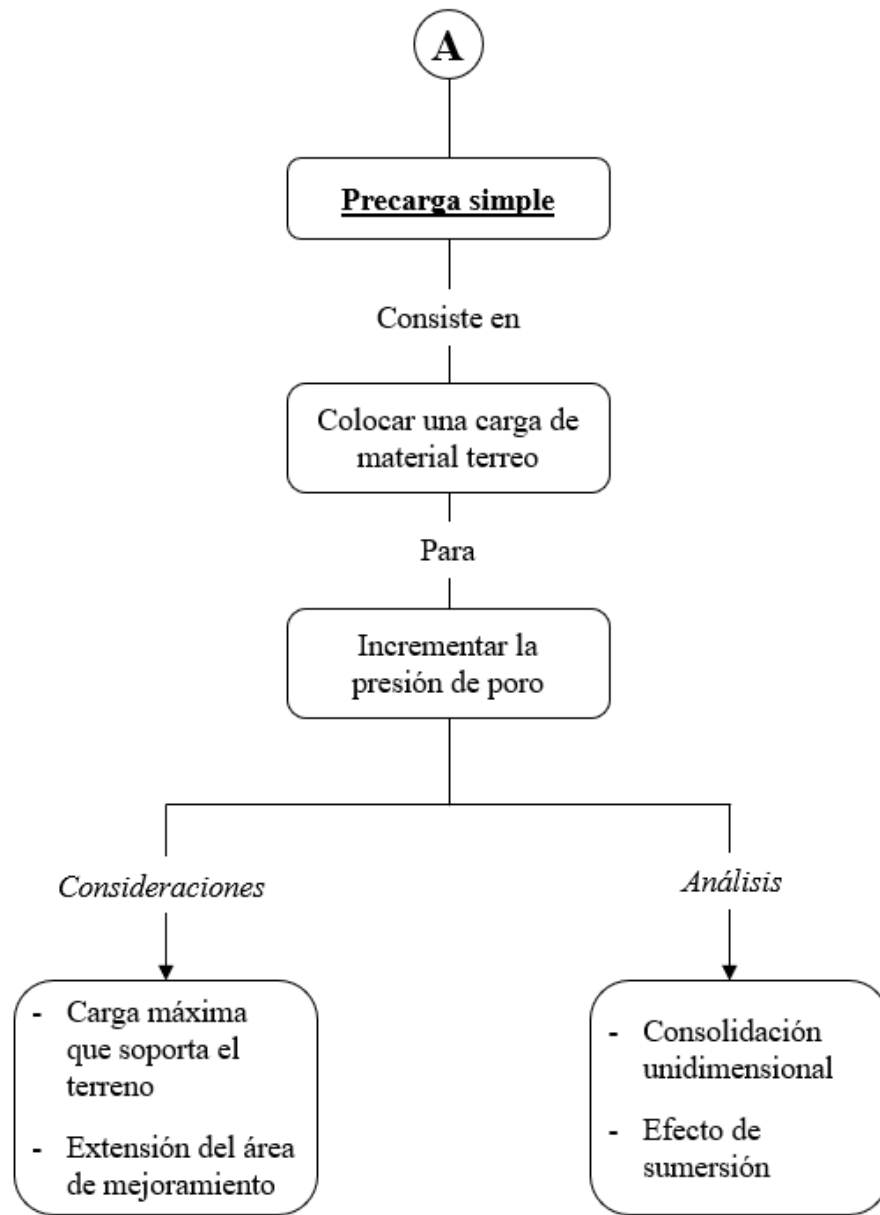 A
Precarga simple
Consiste en
Colocar una carga de
material terreo
Para
Incrementar la
presión de poro
Consideraciones
- Carga máxima
que soporta el
terreno
- Extensión del área
de mejoramiento
Análisis
- Consolidación
unidimensional
- Efecto de
sumersión